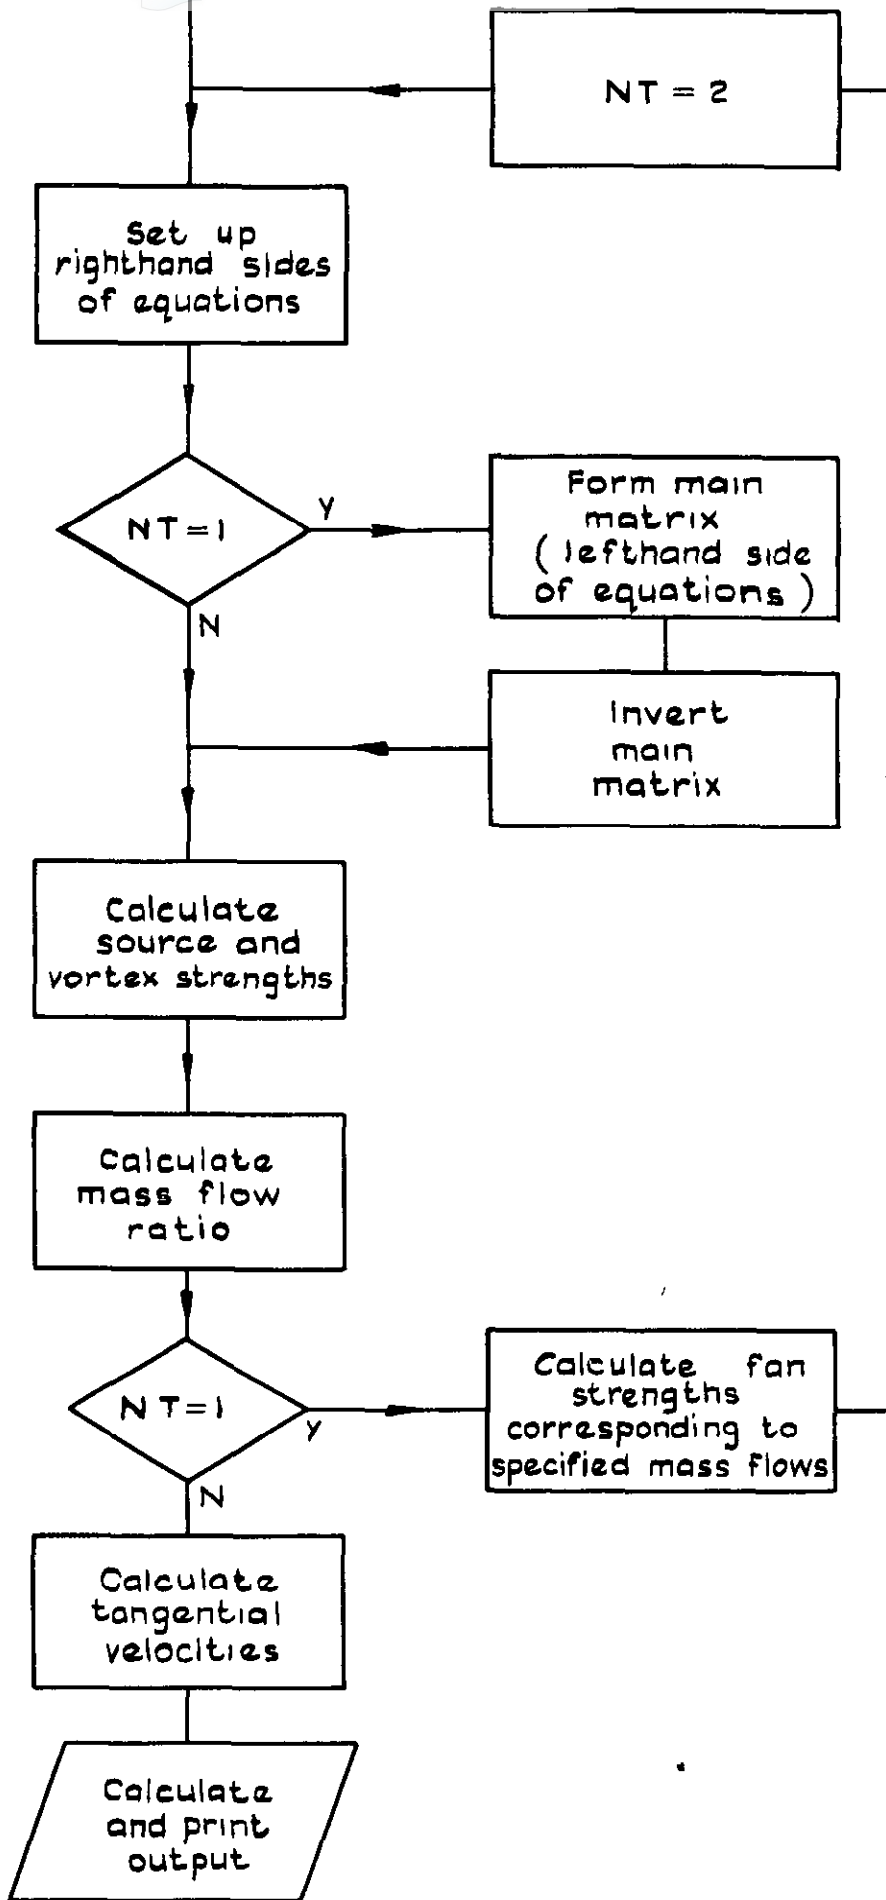 NT = 2
Set up
righthand sides
of equations
NT = 1
Y
N
Form main
matrix
( lefthand side
of equations )
Invert
main
matrix
Calculate
source and
vortex strengths
Calculate
mass flow
ratio
NT = 1
Y
N
Calculate fan
strengths
corresponding to
specified mass flows
Calculate
tangential
velocities
Calculate
and print
output